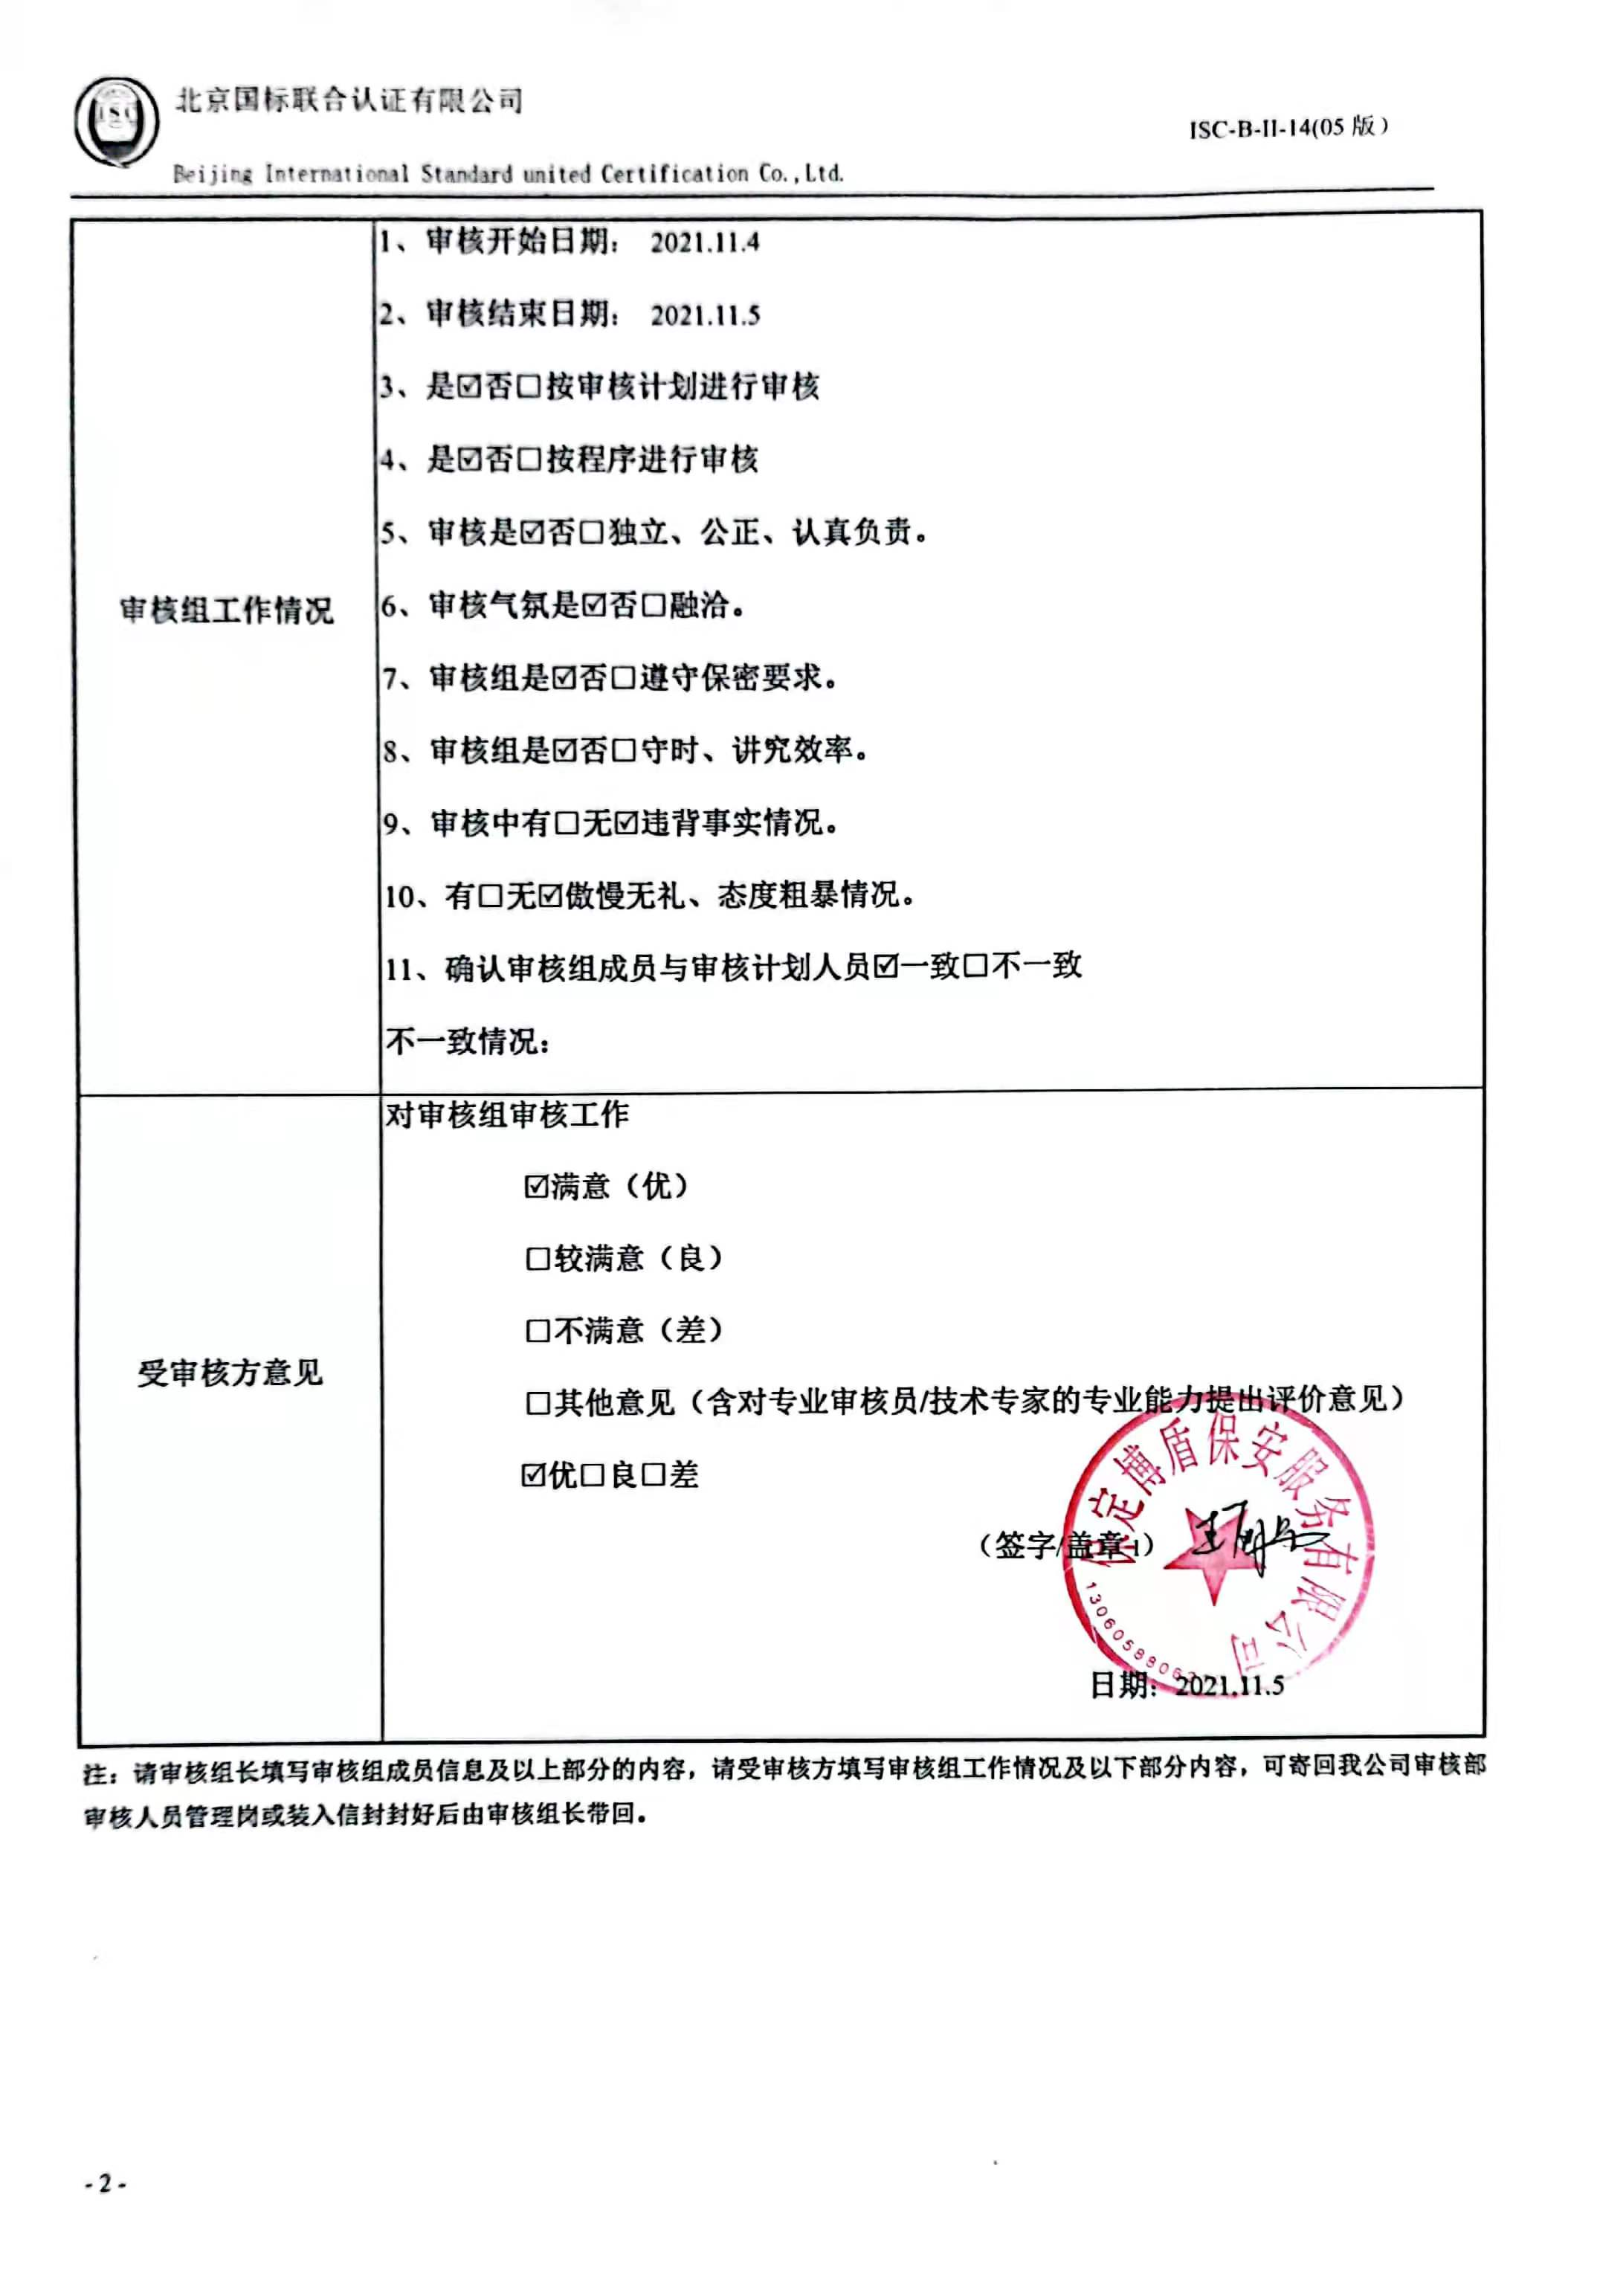 ISC
北京国标联合认证有限公司
ISC-B-II-14(05 版)
Beijing International Standard united Certification Co.,Ltd.
1、审核开始日期： 2021.11.4
2、审核结束日期： 2021.11.5
3、是☑否□按审核计划进行审核
4、是☑否□按程序进行审核
5、审核是☑否□独立、公正、认真负责。
审核组工作情况
6、审核气氛是☑否□融洽。
7、审核组是☑否□遵守保密要求。
8、审核组是☑否□守时、讲究效率。
9、审核中有□无☑违背事实情况。
10、有□无☑傲慢无礼、态度粗暴情况。
11、确认审核组成员与审核计划人员☑一致□不一致
不一致情况：
对审核组审核工作
☑满意（优）
□较满意（良）
□不满意（差）
受审核方意见
□其他意见（含对专业审核员/技术专家的专业能力提出评价意见）
☑优□良□差
（签字/盖章）
保定博盾保安服务有限公司
日期：2021.11.5
注：请审核组长填写审核组成员信息及以上部分的内容，请受审核方填写审核组工作情况及以下部分内容，可寄回我公司审核部
审核人员管理岗或装入信封封好后由审核组长带回。
- 2 -